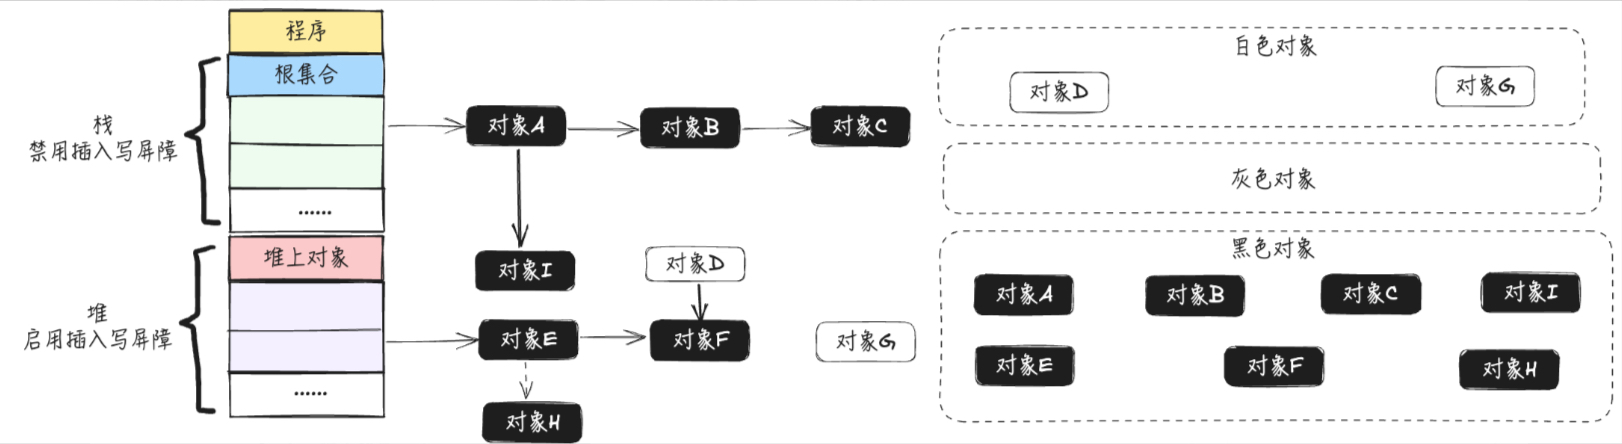 程序
根集合
……
栈
禁用插入写屏障
堆上对象
……
堆
启用插入写屏障
对象A
对象B
对象C
对象I
对象D
对象E
对象F
对象G
对象H
白色对象
对象D
对象G
灰色对象
黑色对象
对象A
对象B
对象C
对象I
对象E
对象F
对象H